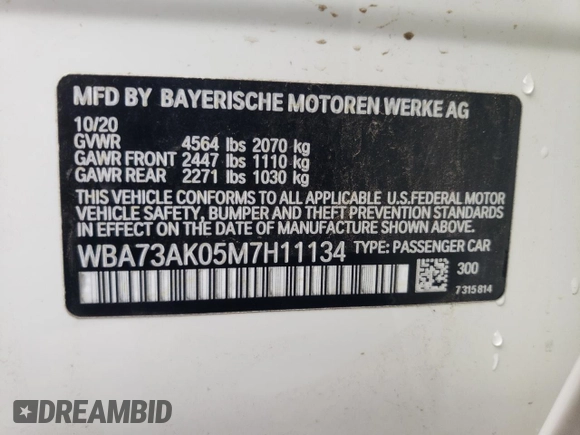 MFD BY BAYERISCHE MOTOREN WERKE AG
10/20
GVWR 4564 lbs 2070 kg
GAWR FRONT 2447 lbs 1110 kg
GAWR REAR 2271 lbs 1030 kg
THIS VEHICLE CONFORMS TO ALL APPLICABLE U.S.FEDERAL MOTOR
VEHICLE SAFETY, BUMPER AND THEFT PREVENTION STANDARDS
IN EFFECT ON THE DATE OF MANUFACTURE SHOWN ABOVE.
WBA73AK05M7H11134 TYPE: PASSENGER CAR
300
7 315 814
DREAMBID